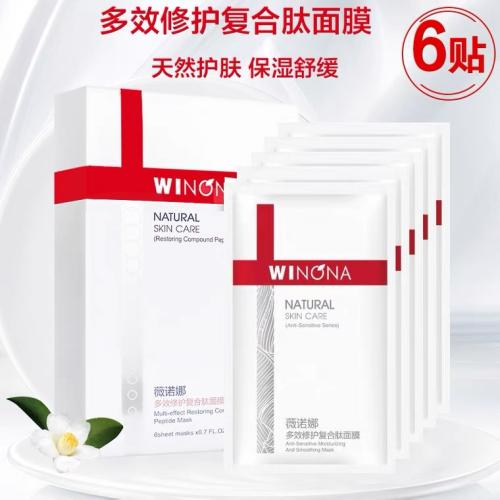 多效修护复合肽面膜
天然护肤 保湿舒缓
6贴
WINONA
NATURAL
SKIN CARE
(Restoring Compound Pep
薇诺娜
多效修护复合肽面膜
Multi-effect Restoring Co
Peptide Mask
6sheet masks x0.7 FL.OZ
WINONA
NATURAL
SKIN CARE
(Anti-Sensitive Series)
薇诺娜
多效修护复合肽面膜
Anti-Sensitive Moisturizing
And Smoothing Mask